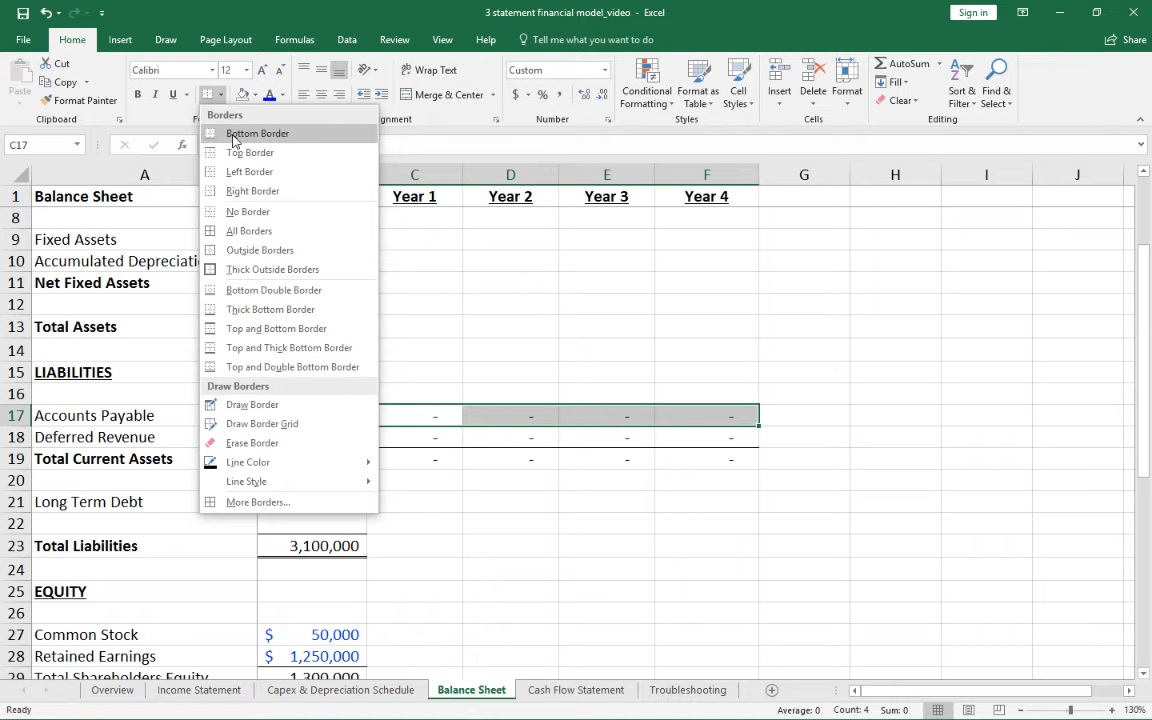 3 statement financial model_video - Excel
Sign in
File Home Insert Draw Page Layout Formulas Data Review View Help Tell me what you want to do Share
Paste Cut Copy Format Painter Clipboard
Calibri 12 A A B I U A
Wrap Text Merge & Center
Custom $ % , Number
Conditional Formatting Format as Table Cell Styles Styles
Insert Delete Format Cells
AutoSum Fill Clear Sort & Filter Find & Select Editing
C17 fx
Borders
Bottom Border
Top Border
Left Border
Right Border
No Border
All Borders
Outside Borders
Thick Outside Borders
Bottom Double Border
Thick Bottom Border
Top and Bottom Border
Top and Thick Bottom Border
Top and Double Bottom Border
Draw Borders
Draw Border
Draw Border Grid
Erase Border
Line Color
Line Style
More Borders...
A C D E F G H I J
1 Balance Sheet Year 1 Year 2 Year 3 Year 4
8
9 Fixed Assets
10 Accumulated Depreciati
11 Net Fixed Assets
12
13 Total Assets
14
15 LIABILITIES
16
17 Accounts Payable - - - -
18 Deferred Revenue - - - -
19 Total Current Assets - - - -
20
21 Long Term Debt
22
23 Total Liabilities 3,100,000
24
25 EQUITY
26
27 Common Stock $ 50,000
28 Retained Earnings $ 1,250,000
29 Total Shareholders Equity 1,300,000
Overview Income Statement Capex & Depreciation Schedule Balance Sheet Cash Flow Statement Troubleshooting
Ready Average: 0 Count: 4 Sum: 0 130%